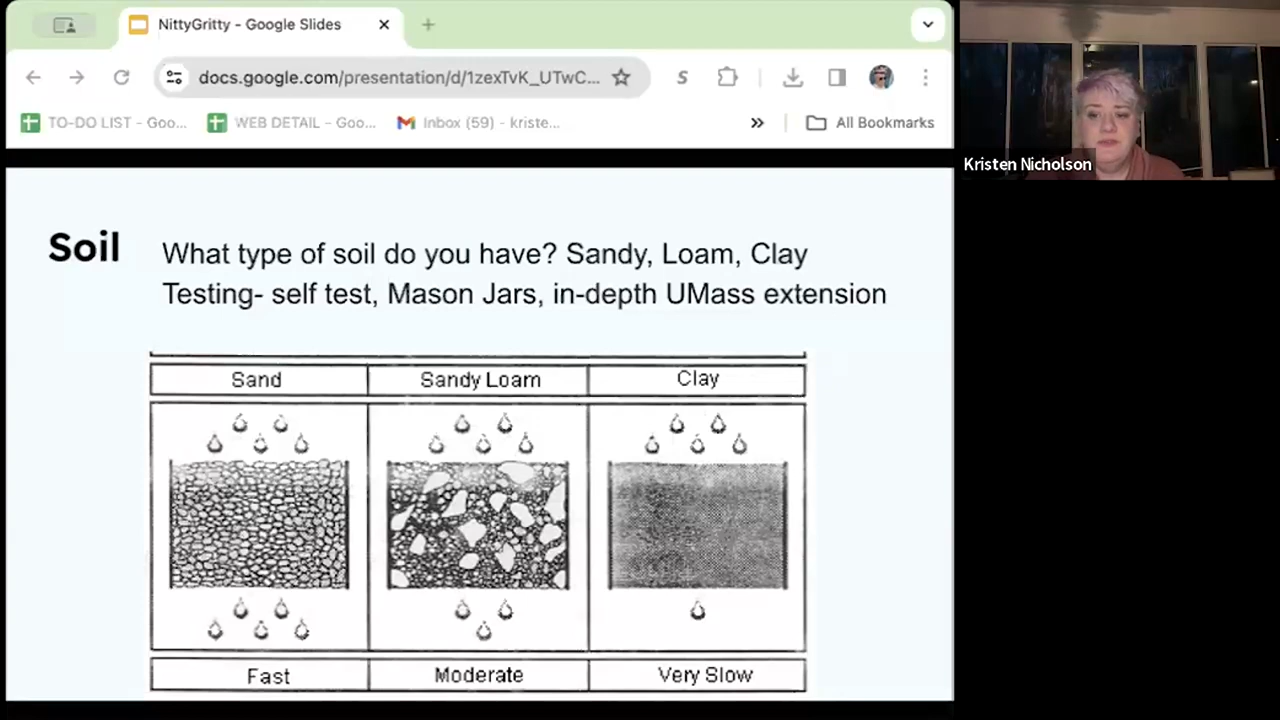 NittyGritty - Google Slides
docs.google.com/presentation/d/1zexTvK_UTwC...
TO-DO LIST - Goo...
WEB DETAIL - Goo...
Inbox (59) - kriste...
All Bookmarks
Kristen Nicholson
Soil
What type of soil do you have? Sandy, Loam, Clay
Testing- self test, Mason Jars, in-depth UMass extension
Sand
Sandy Loam
Clay
Fast
Moderate
Very Slow